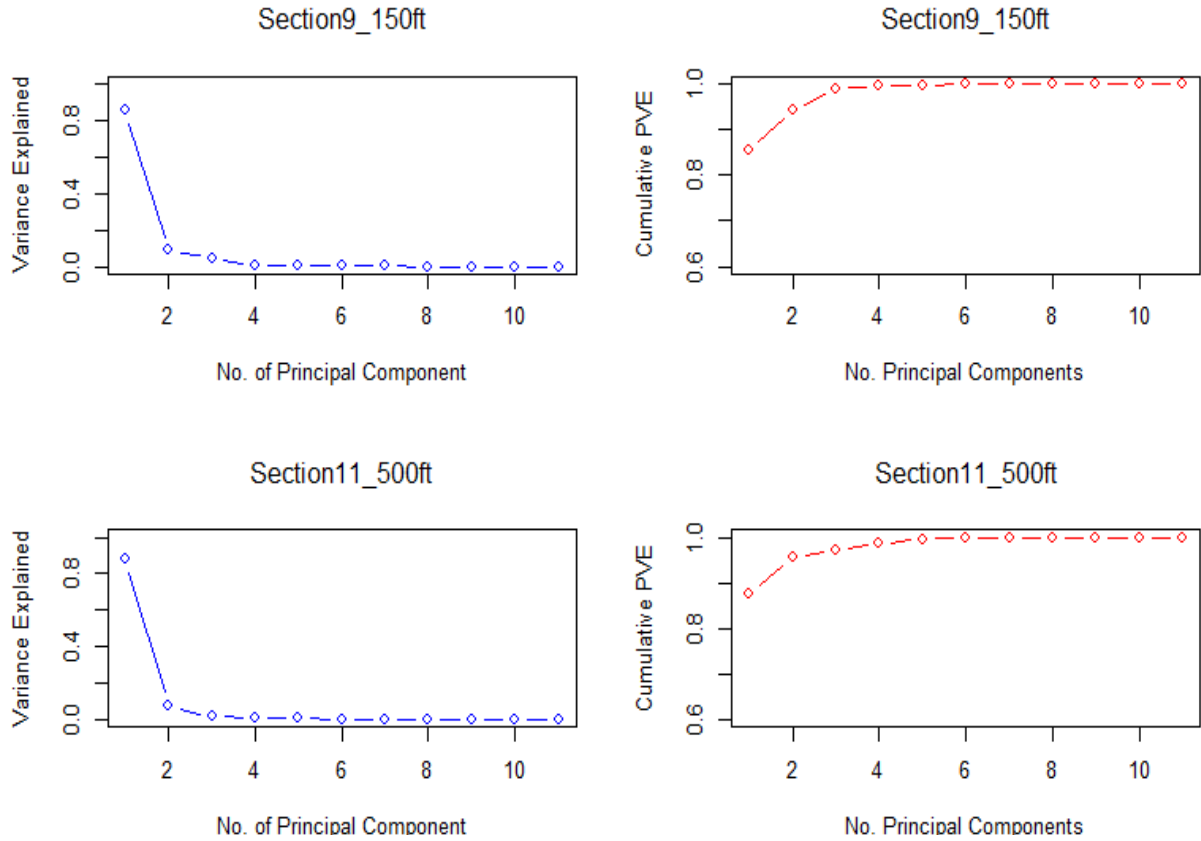 Section9_150ft
Variance Explained
0.0 0.4 0.8
2 4 6 8 10
No. of Principal Component
Section9_150ft
Cumulative PVE
0.6 0.8 1.0
2 4 6 8 10
No. Principal Components
Section11_500ft
Variance Explained
0.0 0.4 0.8
2 4 6 8 10
No. of Principal Component
Section11_500ft
Cumulative PVE
0.6 0.8 1.0
2 4 6 8 10
No. Principal Components